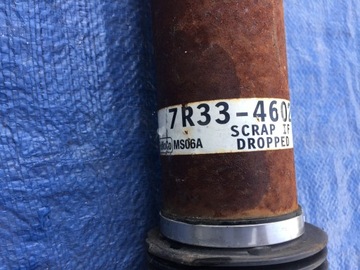 7R33-4602
SCRAP IF
MS06A DROPPED